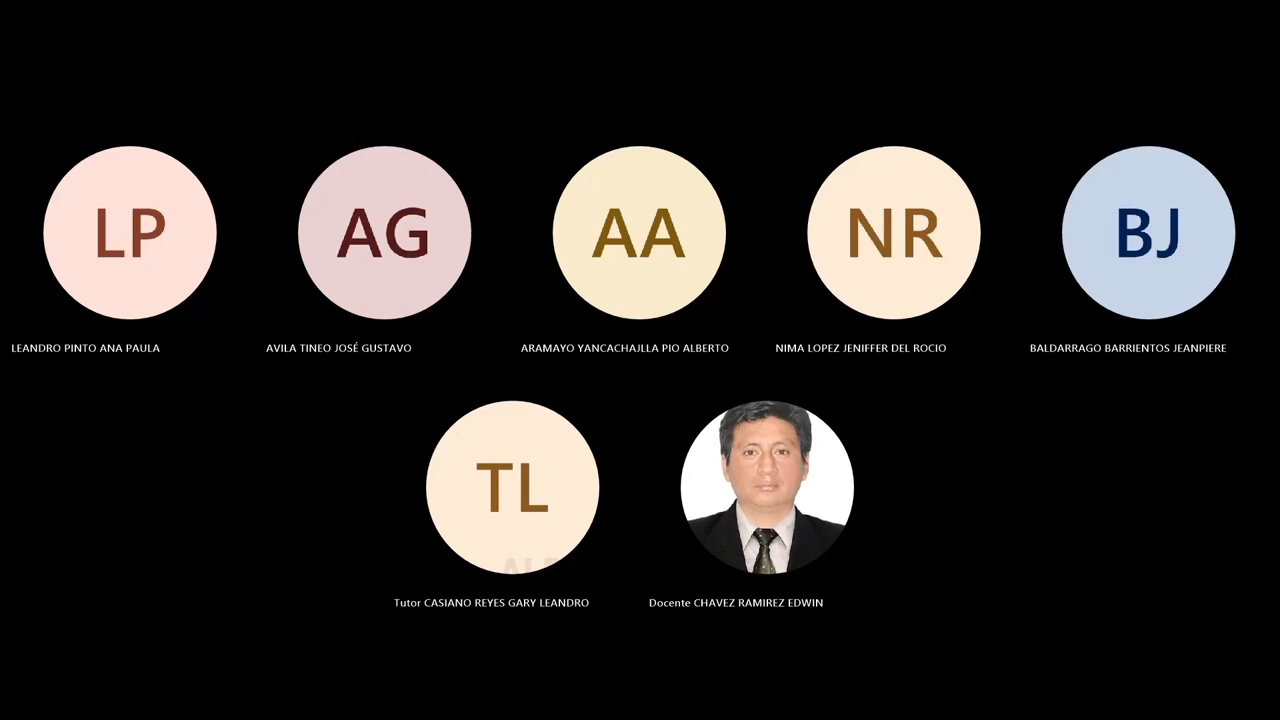 LP
AG
AA
NR
BJ
LEANDRO PINTO ANA PAULA
AVILA TINEO JOSÉ GUSTAVO
ARAMAYO YANCACHAJLLA PIO ALBERTO
NIMA LOPEZ JENIFFER DEL ROCIO
BALDARRAGO BARRIENTOS JEANPIERE
TL
Tutor CASIANO REYES GARY LEANDRO
Docente CHAVEZ RAMIREZ EDWIN